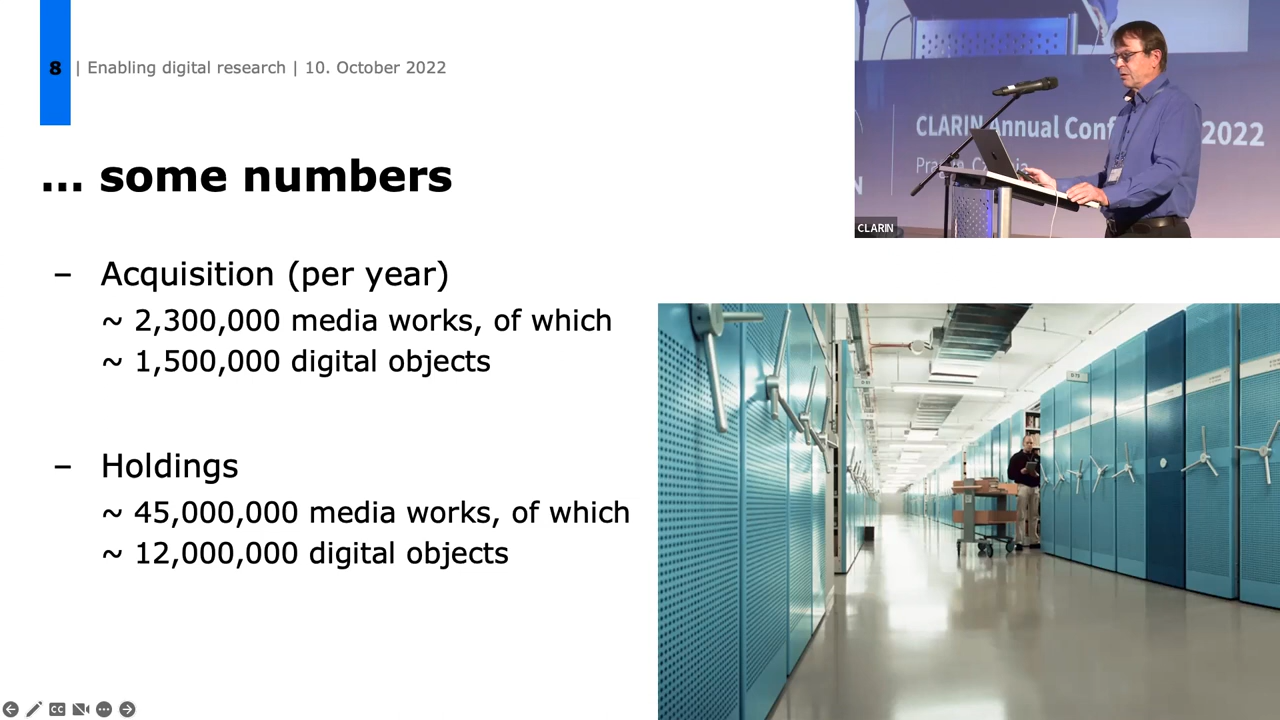 8 | Enabling digital research | 10. October 2022
... some numbers
– Acquisition (per year)
~ 2,300,000 media works, of which
~ 1,500,000 digital objects
– Holdings
~ 45,000,000 media works, of which
~ 12,000,000 digital objects
CLARIN Annual Conf 2022
CLARIN
CC